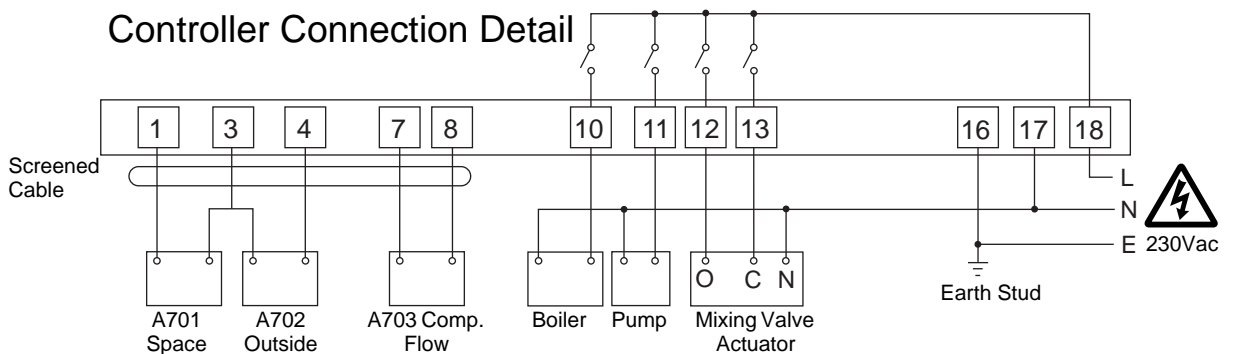 Controller Connection Detail
1 3 4 7 8 10 11 12 13 16 17 18
Screened
Cable
L
N
E 230Vac
O C N
Earth Stud
A701
Space
A702
Outside
A703 Comp.
Flow
Boiler
Pump
Mixing Valve
Actuator